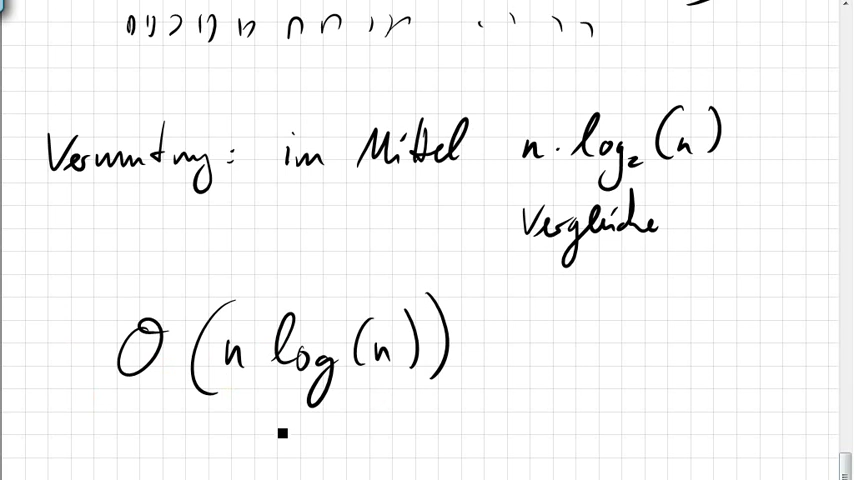 Vermutung: im Mittel n · log₂(n)
Vergleiche
O(n log(n))